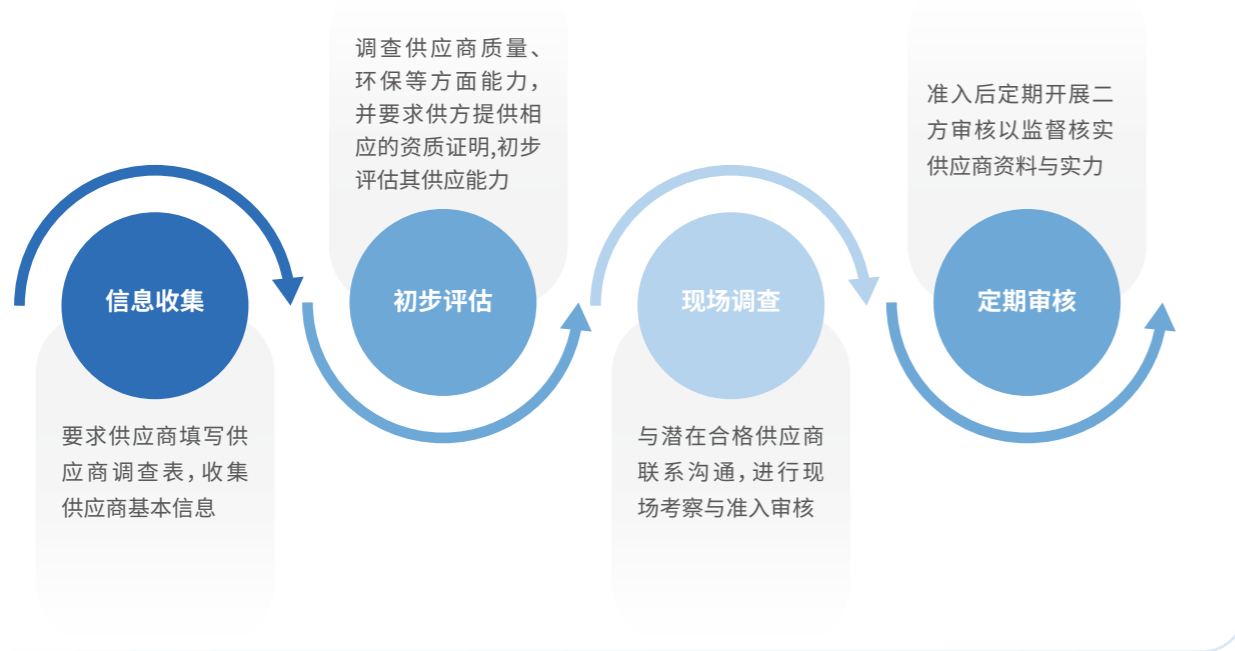 信息收集
要求供应商填写供
应商调查表，收集
供应商基本信息
调查供应商质量、
环保等方面能力，
并要求供方提供相
应的资质证明,初步
评估其供应能力
初步评估
现场调查
与潜在合格供应商
联系沟通，进行现
场考察与准入审核
准入后定期开展二
方审核以监督核实
供应商资料与实力
定期审核